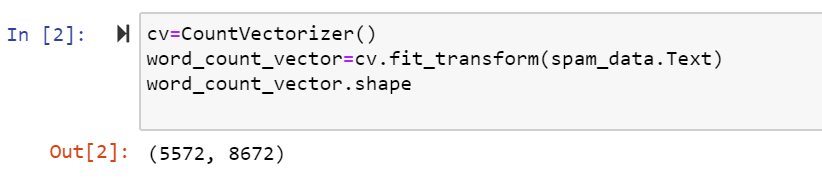 In [2]: cv=CountVectorizer()
word_count_vector=cv.fit_transform(spam_data.Text)
word_count_vector.shape
Out[2]: (5572, 8672)